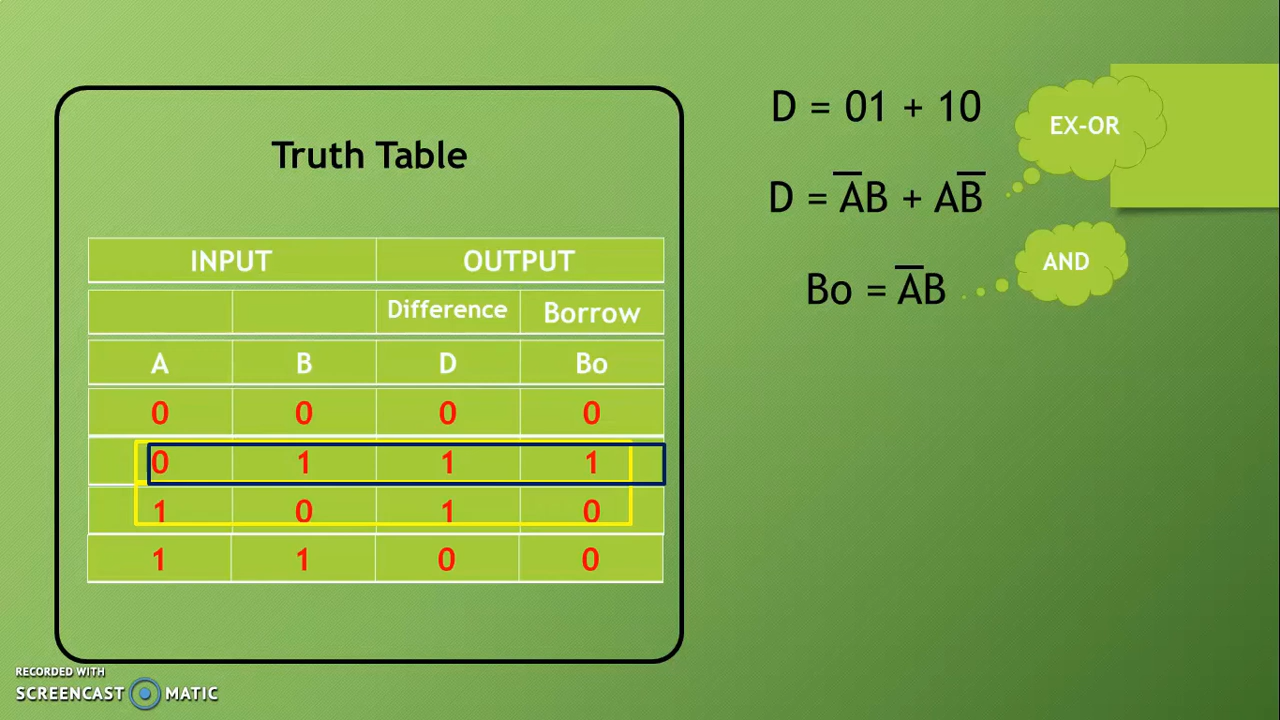 Truth Table
INPUT OUTPUT
Difference Borrow
A B D Bo
0 0 0 0
0 1 1 1
1 0 1 0
1 1 0 0
D = 01 + 10
EX-OR
D = A̅B + AB̅
AND
Bo = A̅B
RECORDED WITH
SCREENCAST MATIC